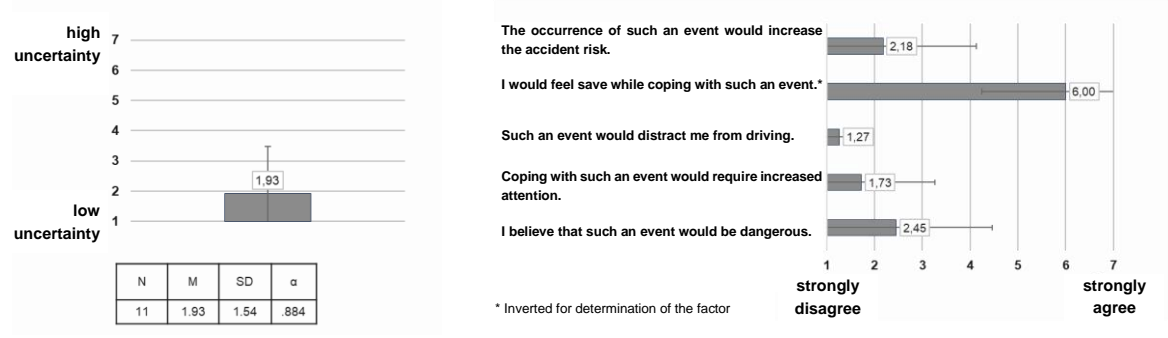 high
uncertainty
7
6
5
4
3
2
1
1,93
low
uncertainty
N M SD α
11 1.93 1.54 .884
The occurrence of such an event would increase
the accident risk.
2,18
I would feel save while coping with such an event.*
6,00
Such an event would distract me from driving.
1,27
Coping with such an event would require increased
attention.
1,73
I believe that such an event would be dangerous.
2,45
1 2 3 4 5 6 7
strongly
disagree
strongly
agree
* Inverted for determination of the factor